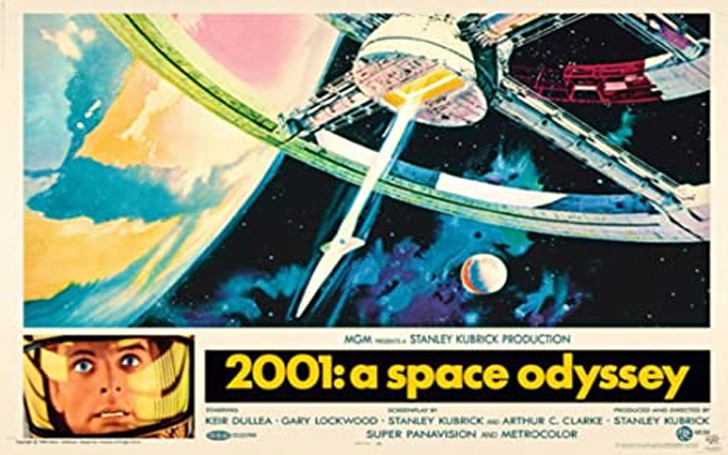 MGM PRESENTS A STANLEY KUBRICK PRODUCTION
2001: a space odyssey
STARRING
KEIR DULLEA · GARY LOCKWOOD ·
SCREENPLAY BY
STANLEY KUBRICK AND ARTHUR C. CLARKE ·
PRODUCED AND DIRECTED BY
STANLEY KUBRICK
SUPER PANAVISION AND METROCOLOR